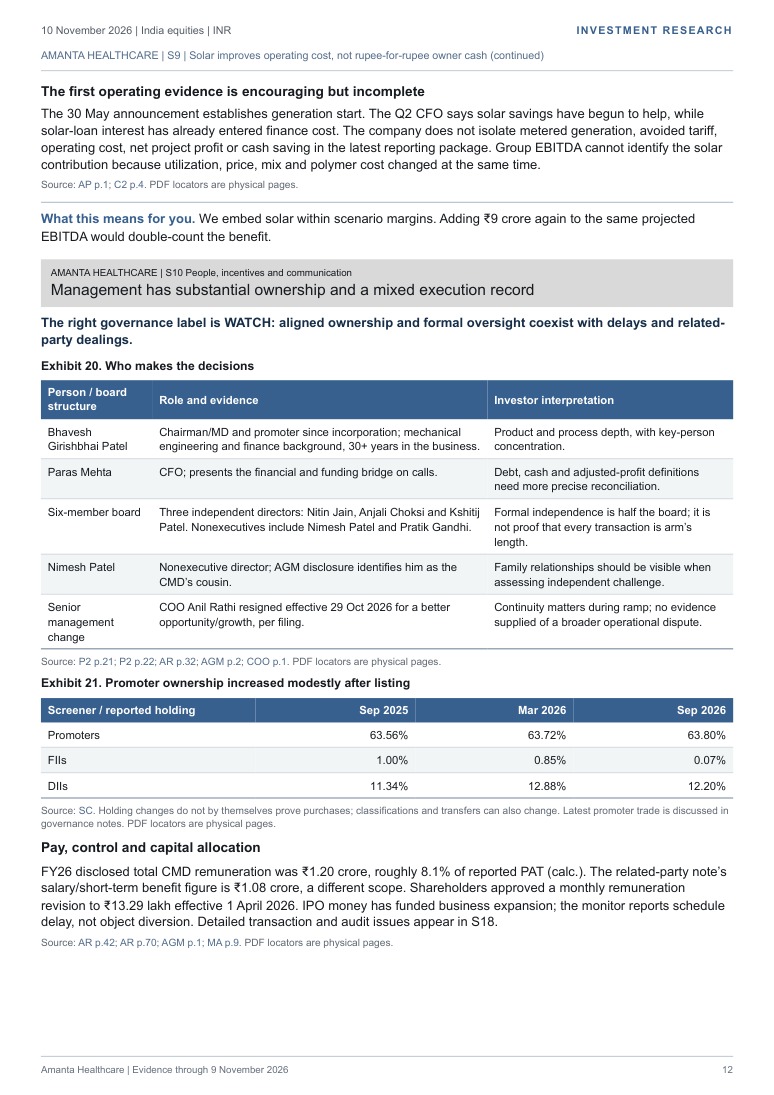 10 November 2026 | India equities | INR
INVESTMENT RESEARCH
AMANTA HEALTHCARE | S9 | Solar improves operating cost, not rupee-for-rupee owner cash (continued)
The first operating evidence is encouraging but incomplete
The 30 May announcement establishes generation start. The Q2 CFO says solar savings have begun to help, while
solar-loan interest has already entered finance cost. The company does not isolate metered generation, avoided tariff,
operating cost, net project profit or cash saving in the latest reporting package. Group EBITDA cannot identify the solar
contribution because utilization, price, mix and polymer cost changed at the same time.
Source: AP p.1; C2 p.4. PDF locators are physical pages.
What this means for you. We embed solar within scenario margins. Adding ₹9 crore again to the same projected
EBITDA would double-count the benefit.
AMANTA HEALTHCARE | S10 People, incentives and communication
Management has substantial ownership and a mixed execution record
The right governance label is WATCH: aligned ownership and formal oversight coexist with delays and related-
party dealings.
Exhibit 20. Who makes the decisions
Person / board
structure
Role and evidence
Investor interpretation
Bhavesh
Girishbhai Patel
Chairman/MD and promoter since incorporation; mechanical
engineering and finance background, 30+ years in the business.
Product and process depth, with key-person
concentration.
Paras Mehta
CFO; presents the financial and funding bridge on calls.
Debt, cash and adjusted-profit definitions
need more precise reconciliation.
Six-member board
Three independent directors: Nitin Jain, Anjali Choksi and Kshitij
Patel. Nonexecutives include Nimesh Patel and Pratik Gandhi.
Formal independence is half the board; it is
not proof that every transaction is arm's
length.
Nimesh Patel
Nonexecutive director; AGM disclosure identifies him as the
CMD's cousin.
Family relationships should be visible when
assessing independent challenge.
Senior
management
change
COO Anil Rathi resigned effective 29 Oct 2026 for a better
opportunity/growth, per filing.
Continuity matters during ramp; no evidence
supplied of a broader operational dispute.
Source: P2 p.21; P2 p.22; AR p.32; AGM p.2; COO p.1. PDF locators are physical pages.
Exhibit 21. Promoter ownership increased modestly after listing
Screener / reported holding Sep 2025 Mar 2026 Sep 2026
Promoters 63.56% 63.72% 63.80%
FIIs 1.00% 0.85% 0.07%
DIIs 11.34% 12.88% 12.20%
Source: SC. Holding changes do not by themselves prove purchases; classifications and transfers can also change. Latest promoter trade is discussed in
governance notes. PDF locators are physical pages.
Pay, control and capital allocation
FY26 disclosed total CMD remuneration was ₹1.20 crore, roughly 8.1% of reported PAT (calc.). The related-party note's
salary/short-term benefit figure is ₹1.08 crore, a different scope. Shareholders approved a monthly remuneration
revision to ₹13.29 lakh effective 1 April 2026. IPO money has funded business expansion; the monitor reports schedule
delay, not object diversion. Detailed transaction and audit issues appear in S18.
Source: AR p.42; AR p.70; AGM p.1; MA p.9. PDF locators are physical pages.
Amanta Healthcare | Evidence through 9 November 2026
12